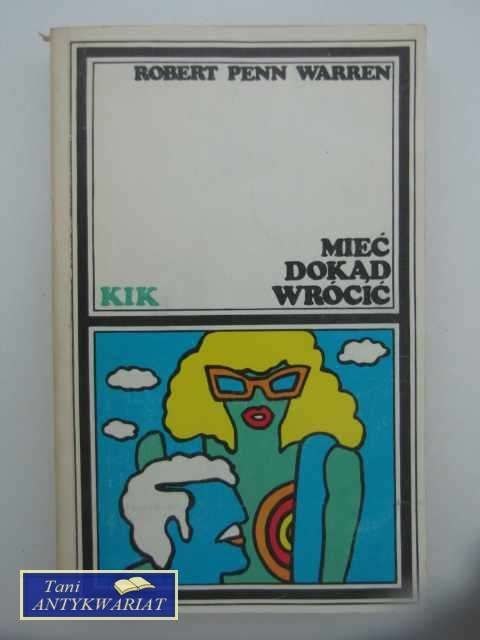 ROBERT PENN WARREN
MIEĆ
DOKĄD
WRÓCIĆ
KIK
Tani
ANTYKWARIAT